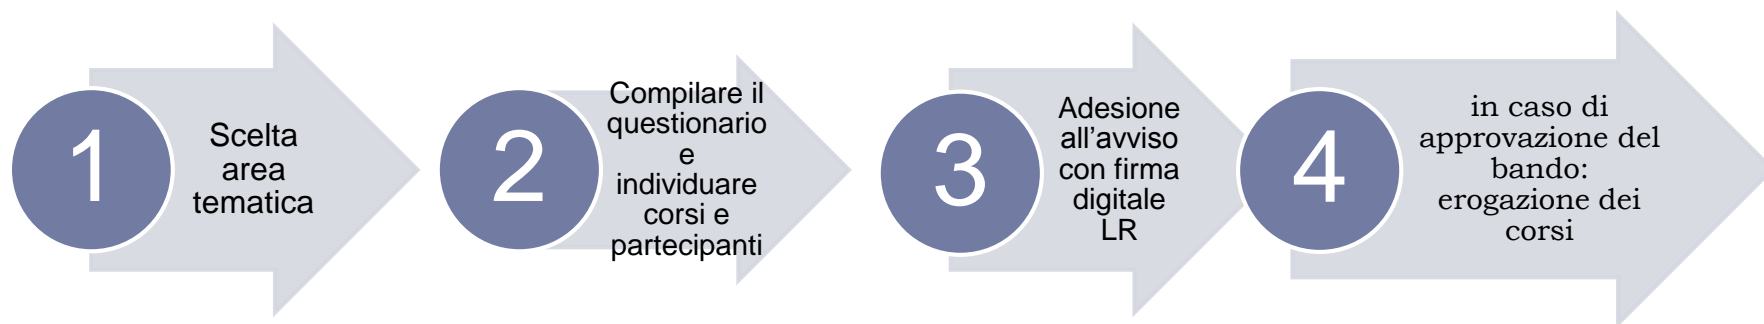 1
Scelta
area
tematica
2
Compilare il
questionario
e
individuare
corsi e
partecipanti
3
Adesione
all’avviso
con firma
digitale
LR
4
in caso di
approvazione del
bando:
erogazione dei
corsi